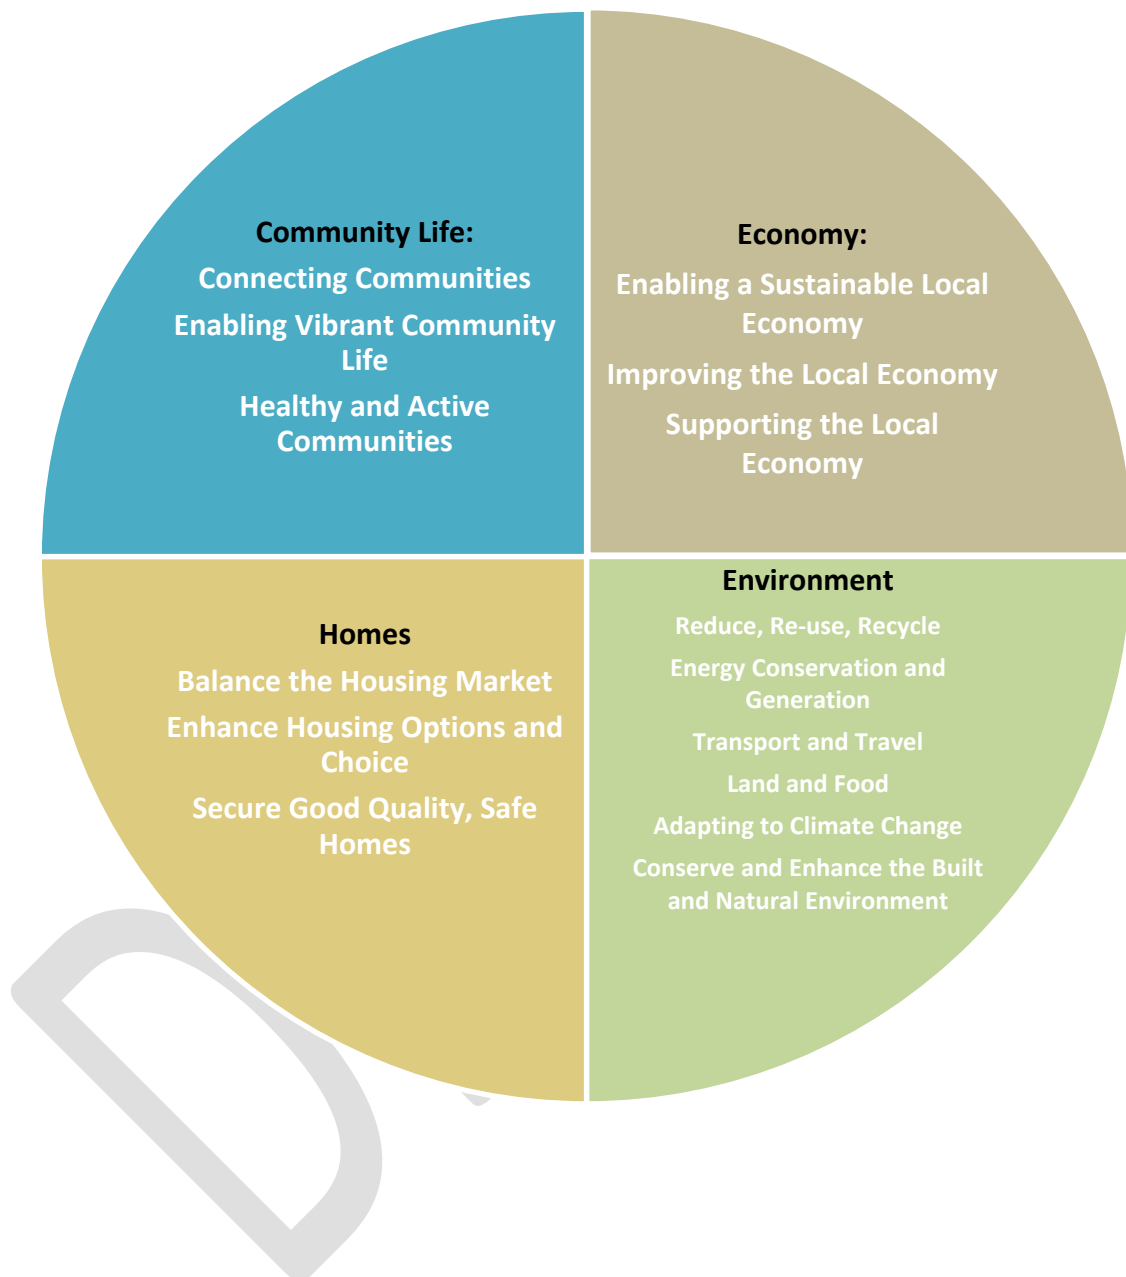 Community Life:
Connecting Communities
Enabling Vibrant Community
Life
Healthy and Active
Communities
Economy:
Enabling a Sustainable Local
Economy
Improving the Local Economy
Supporting the Local
Economy
Homes
Balance the Housing Market
Enhance Housing Options and
Choice
Secure Good Quality, Safe
Homes
Environment
Reduce, Re-use, Recycle
Energy Conservation and
Generation
Transport and Travel
Land and Food
Adapting to Climate Change
Conserve and Enhance the Built
and Natural Environment
D